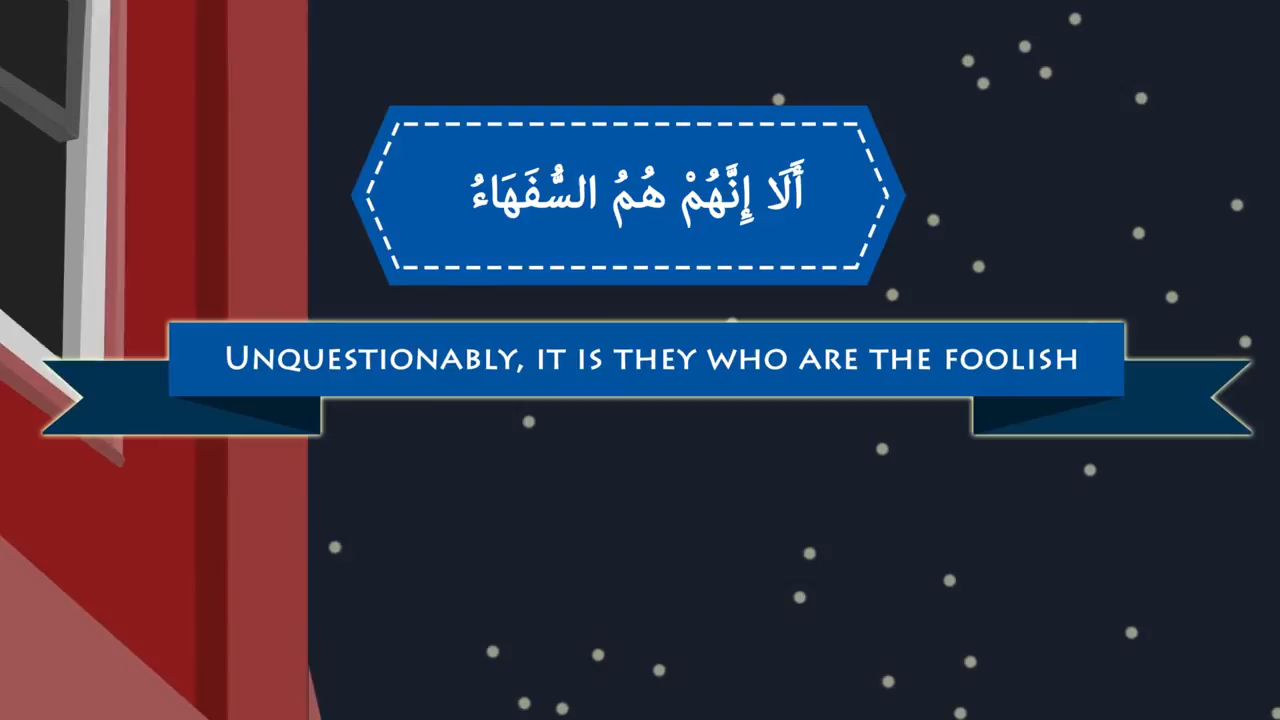 أَلَا إِنَّهُمْ هُمُ السُّفَهَاءُ
Unquestionably, it is they who are the foolish